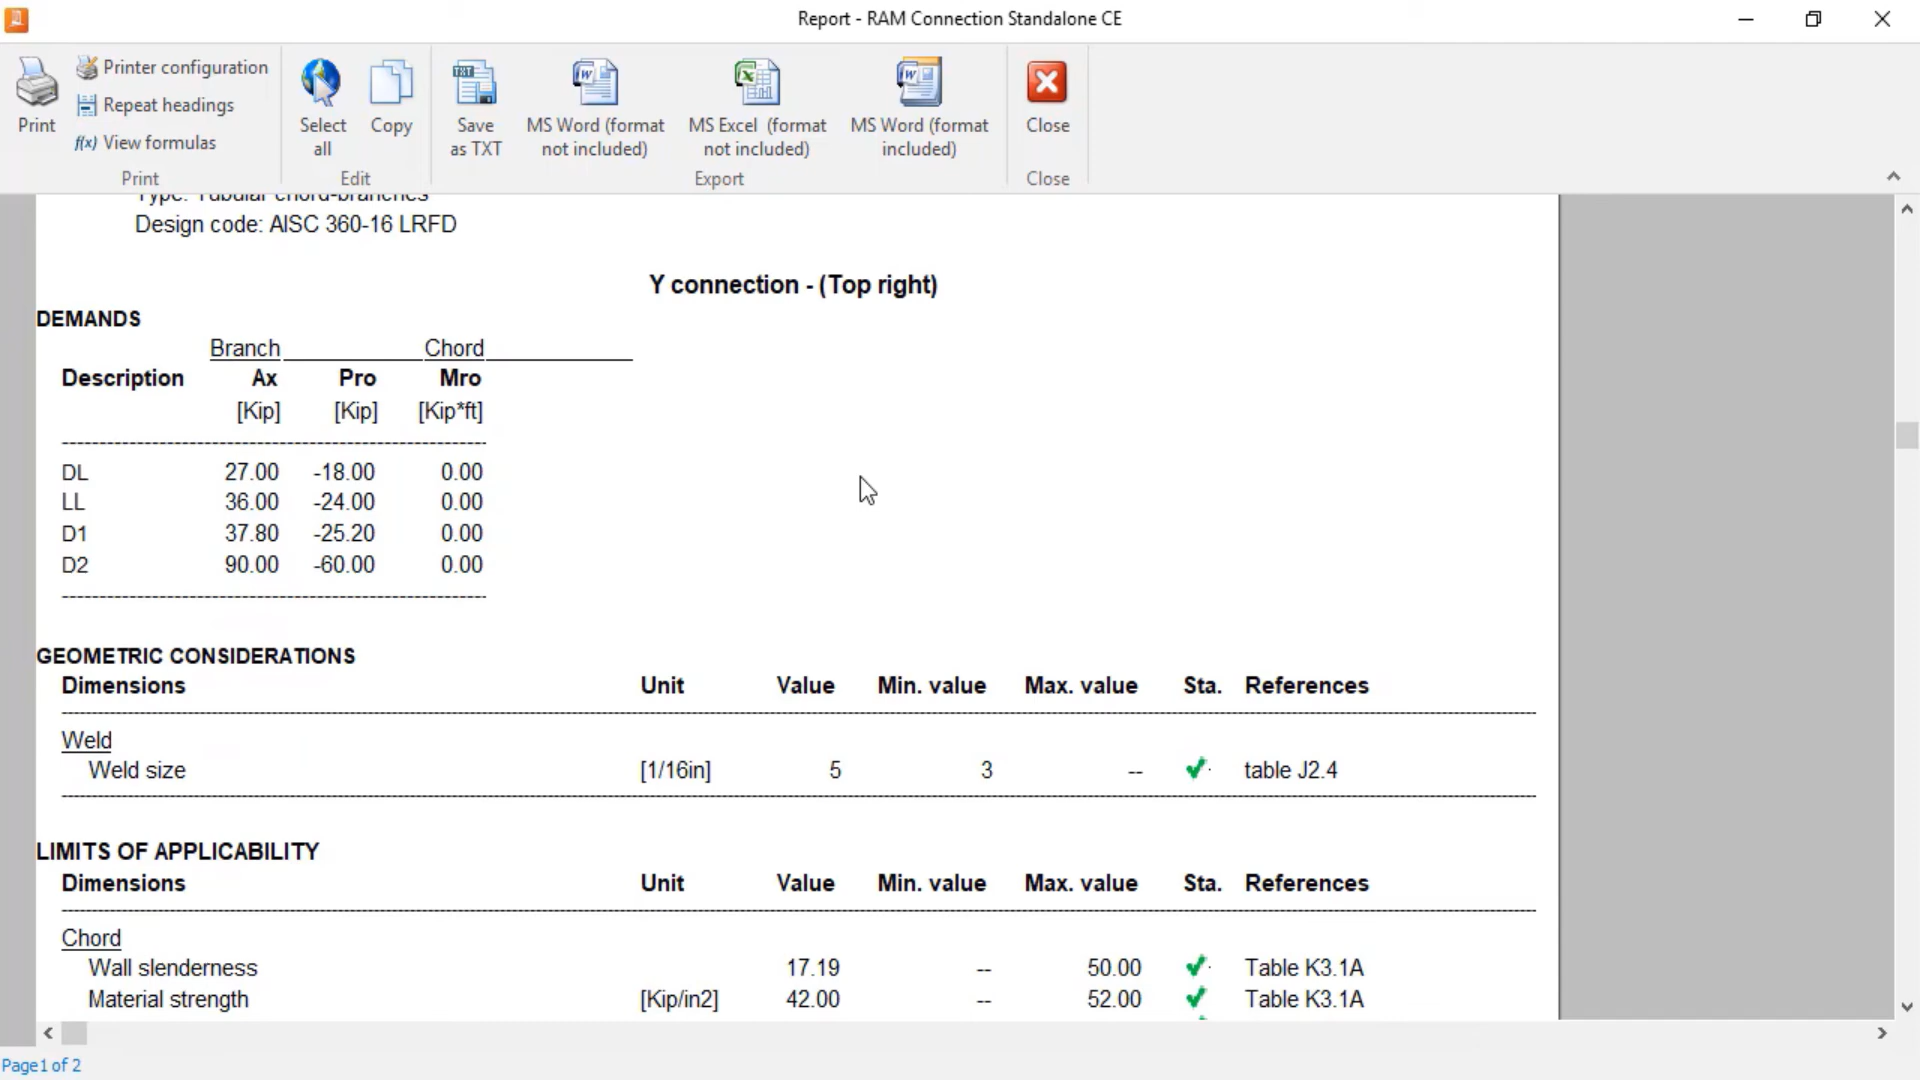 Report - RAM Connection Standalone CE
Print
Printer configuration
Repeat headings
f(x) View formulas
Print
Select all
Copy
Edit
TXT
Save as TXT
MS Word (format not included)
MS Excel (format not included)
MS Word (format included)
Export
Close
Close
Type: Tubular chord-branches
Design code: AISC 360-16 LRFD
Y connection - (Top right)
DEMANDS
Branch Chord
Description Ax Pro Mro
[Kip] [Kip] [Kip*ft]
DL 27.00 -18.00 0.00
LL 36.00 -24.00 0.00
D1 37.80 -25.20 0.00
D2 90.00 -60.00 0.00
GEOMETRIC CONSIDERATIONS
Dimensions Unit Value Min. value Max. value Sta. References
Weld
Weld size [1/16in] 5 3 -- table J2.4
LIMITS OF APPLICABILITY
Dimensions Unit Value Min. value Max. value Sta. References
Chord
Wall slenderness 17.19 -- 50.00 Table K3.1A
Material strength [Kip/in2] 42.00 -- 52.00 Table K3.1A
Page1 of 2